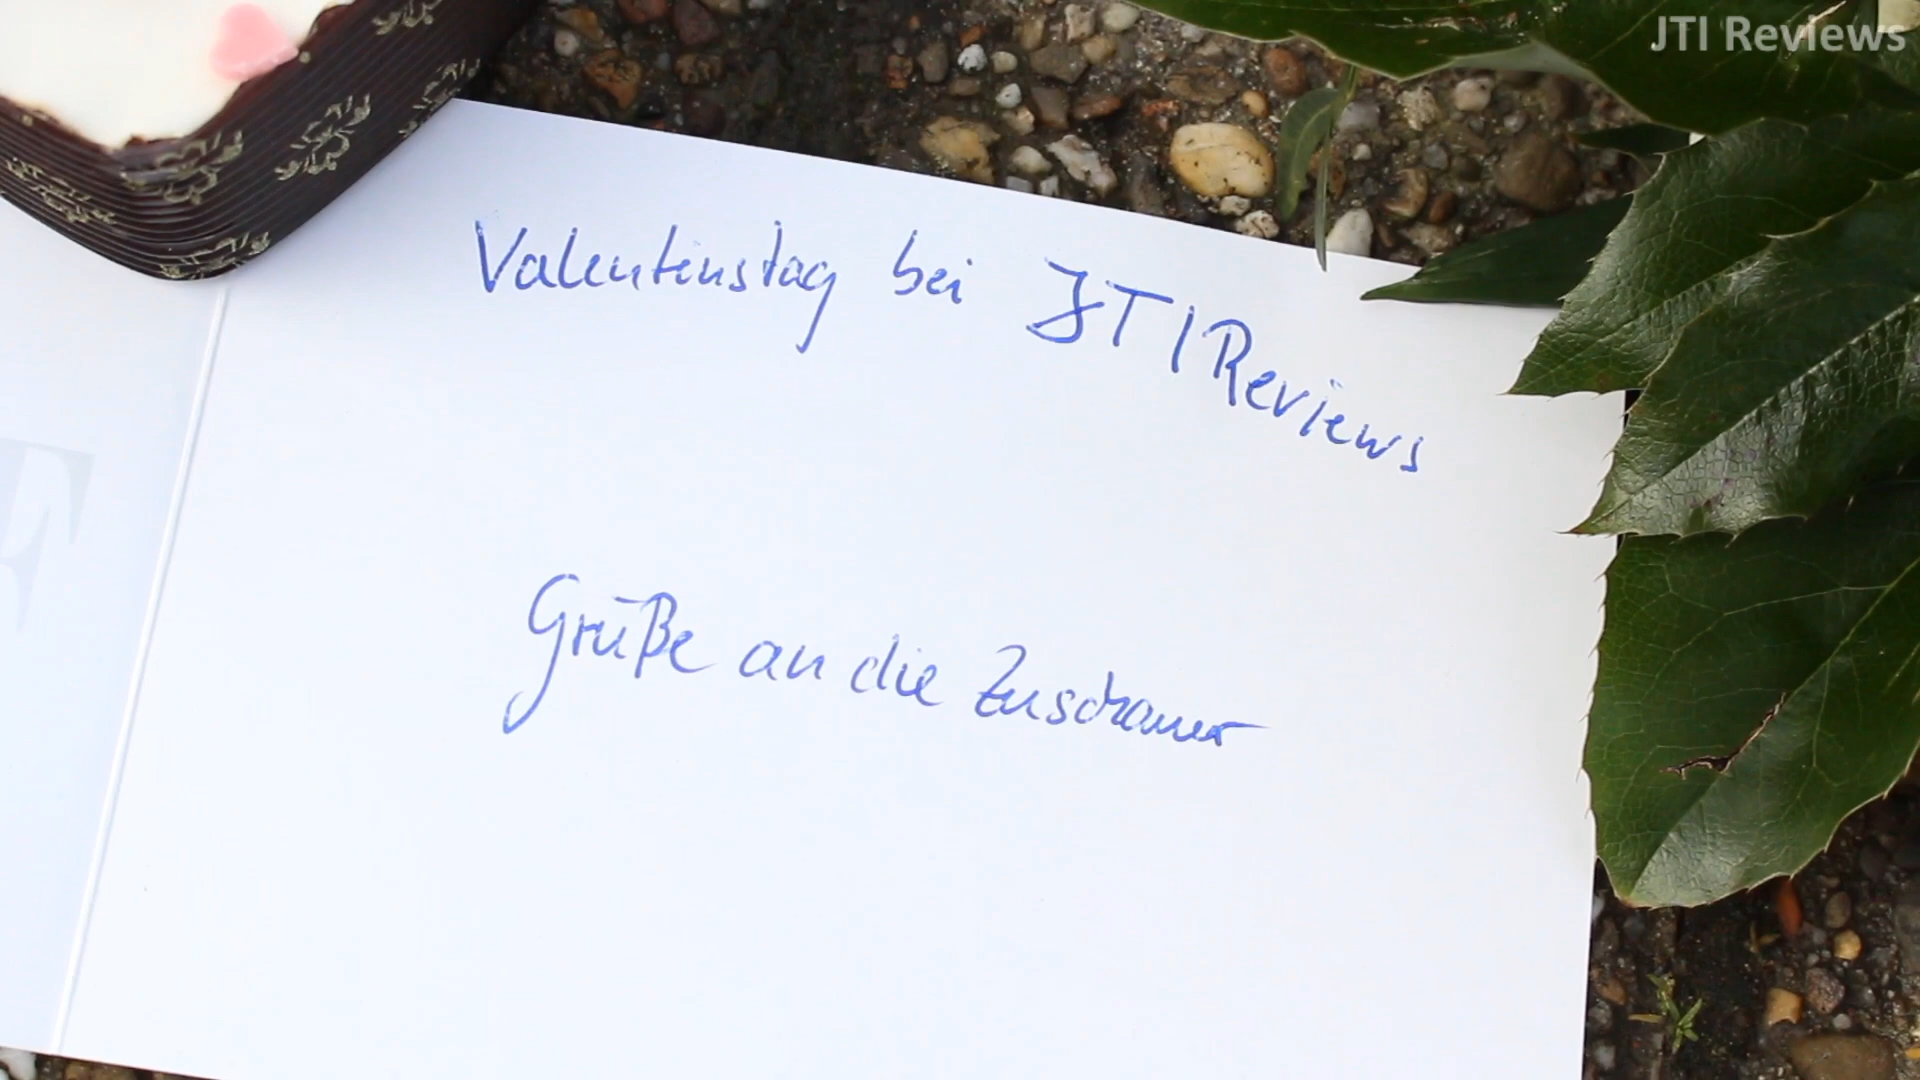 JTI Reviews
Valentinstag bei JTI Reviews
Grüße an die Zuschauer